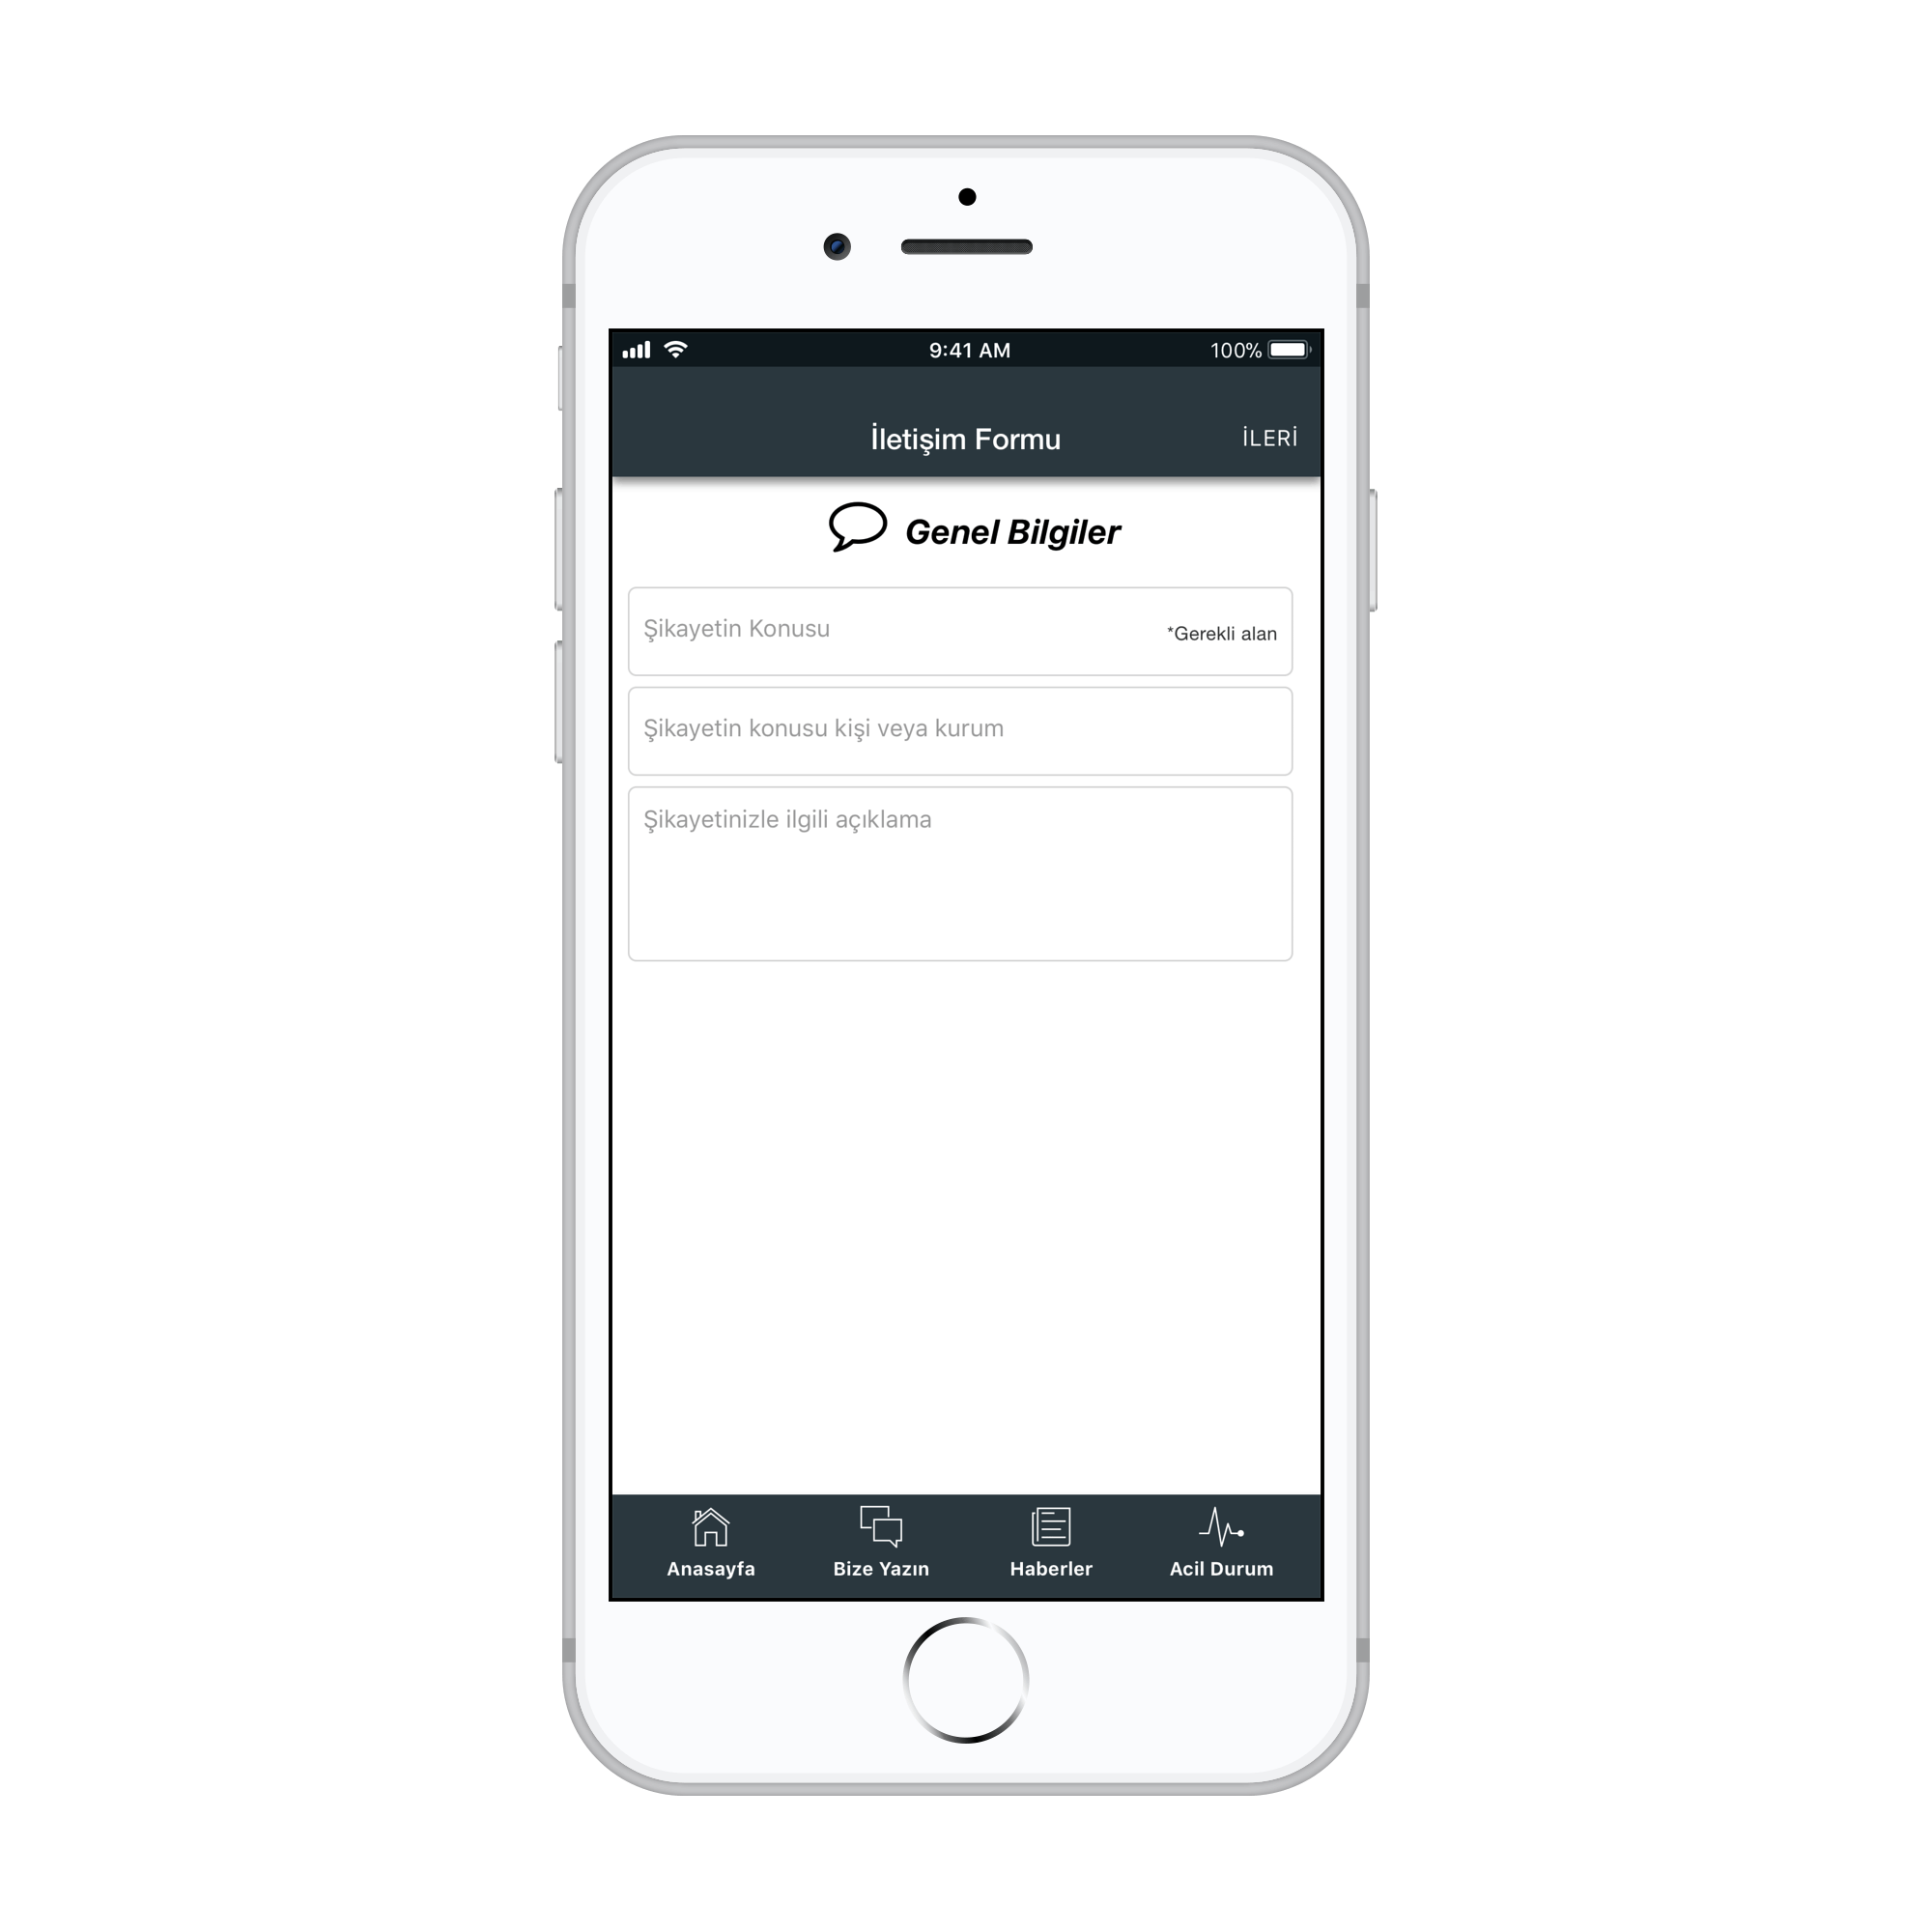 9:41 AM
100%
İletişim Formu
İLERİ
Genel Bilgiler
Şikayetin Konusu
*Gerekli alan
Şikayetin konusu kişi veya kurum
Şikayetinizle ilgili açıklama
Anasayfa
Bize Yazın
Haberler
Acil Durum